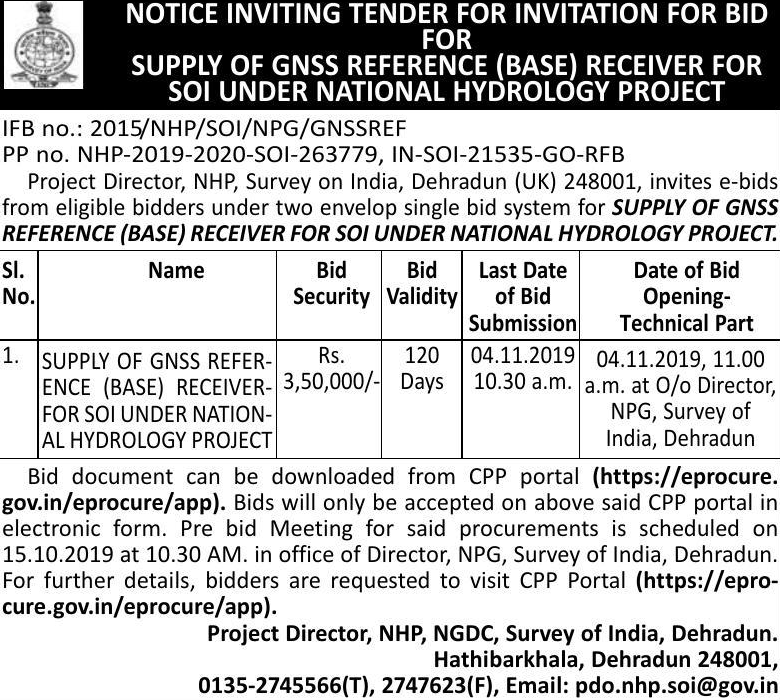 NOTICE INVITING TENDER FOR INVITATION FOR BID
FOR
SUPPLY OF GNSS REFERENCE (BASE) RECEIVER FOR
SOI UNDER NATIONAL HYDROLOGY PROJECT
IFB no.: 2015/NHP/SOI/NPG/GNSSREF
PP no. NHP-2019-2020-SOI-263779, IN-SOI-21535-GO-RFB
Project Director, NHP, Survey on India, Dehradun (UK) 248001, invites e-bids
from eligible bidders under two envelop single bid system for SUPPLY OF GNSS
REFERENCE (BASE) RECEIVER FOR SOI UNDER NATIONAL HYDROLOGY PROJECT.
Sl. No.
Name
Bid Security
Bid Validity
Last Date of Bid Submission
Date of Bid Opening-Technical Part
1.
SUPPLY OF GNSS REFER-
ENCE (BASE) RECEIVER-
FOR SOI UNDER NATION-
AL HYDROLOGY PROJECT
Rs.
3,50,000/-
120
Days
04.11.2019
10.30 a.m.
04.11.2019, 11.00
a.m. at O/o Director,
NPG, Survey of
India, Dehradun
Bid document can be downloaded from CPP portal (https://eprocure.
gov.in/eprocure/app). Bids will only be accepted on above said CPP portal in
electronic form. Pre bid Meeting for said procurements is scheduled on
15.10.2019 at 10.30 AM. in office of Director, NPG, Survey of India, Dehradun.
For further details, bidders are requested to visit CPP Portal (https://epro-
cure.gov.in/eprocure/app).
Project Director, NHP, NGDC, Survey of India, Dehradun.
Hathibarkhala, Dehradun 248001,
0135-2745566(T), 2747623(F), Email: pdo.nhp.soi@gov.in